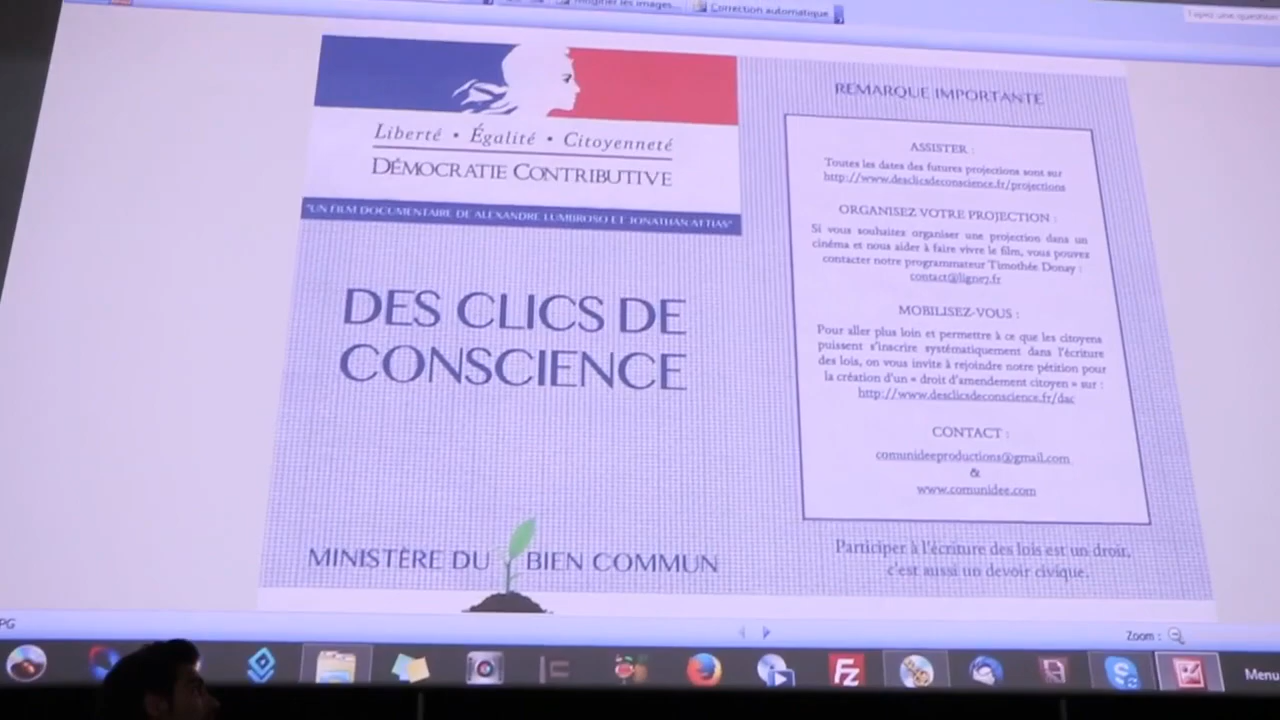 Correction automatique
Liberté • Égalité • Citoyenneté
DÉMOCRATIE CONTRIBUTIVE
"UN FILM DOCUMENTAIRE DE ALEXANDRE LUMBROSO ET JONATHAN ATTIAS"
DES CLICS DE
CONSCIENCE
MINISTÈRE DU BIEN COMMUN
REMARQUE IMPORTANTE
ASSISTER :
Toutes les dates des futures projections sont sur
http://www.desclicsdeconscience.fr/projections
ORGANISEZ VOTRE PROJECTION :
Si vous souhaitez organiser une projection dans un
cinéma et nous aider à faire vivre le film, vous pouvez
contacter notre programmateur Timothée Donay :
contact@ligne7.fr
MOBILISEZ-VOUS :
Pour aller plus loin et permettre à ce que les citoyens
puissent s'inscrire systématiquement dans l'écriture
des lois, on vous invite à rejoindre notre pétition pour
la création d'un « droit d'amendement citoyen » sur :
http://www.desclicsdeconscience.fr/dac
CONTACT :
comunideeproductions@gmail.com
&
www.comunidee.com
Participer à l'écriture des lois est un droit,
c'est aussi un devoir civique.
PG
Zoom :
Menu